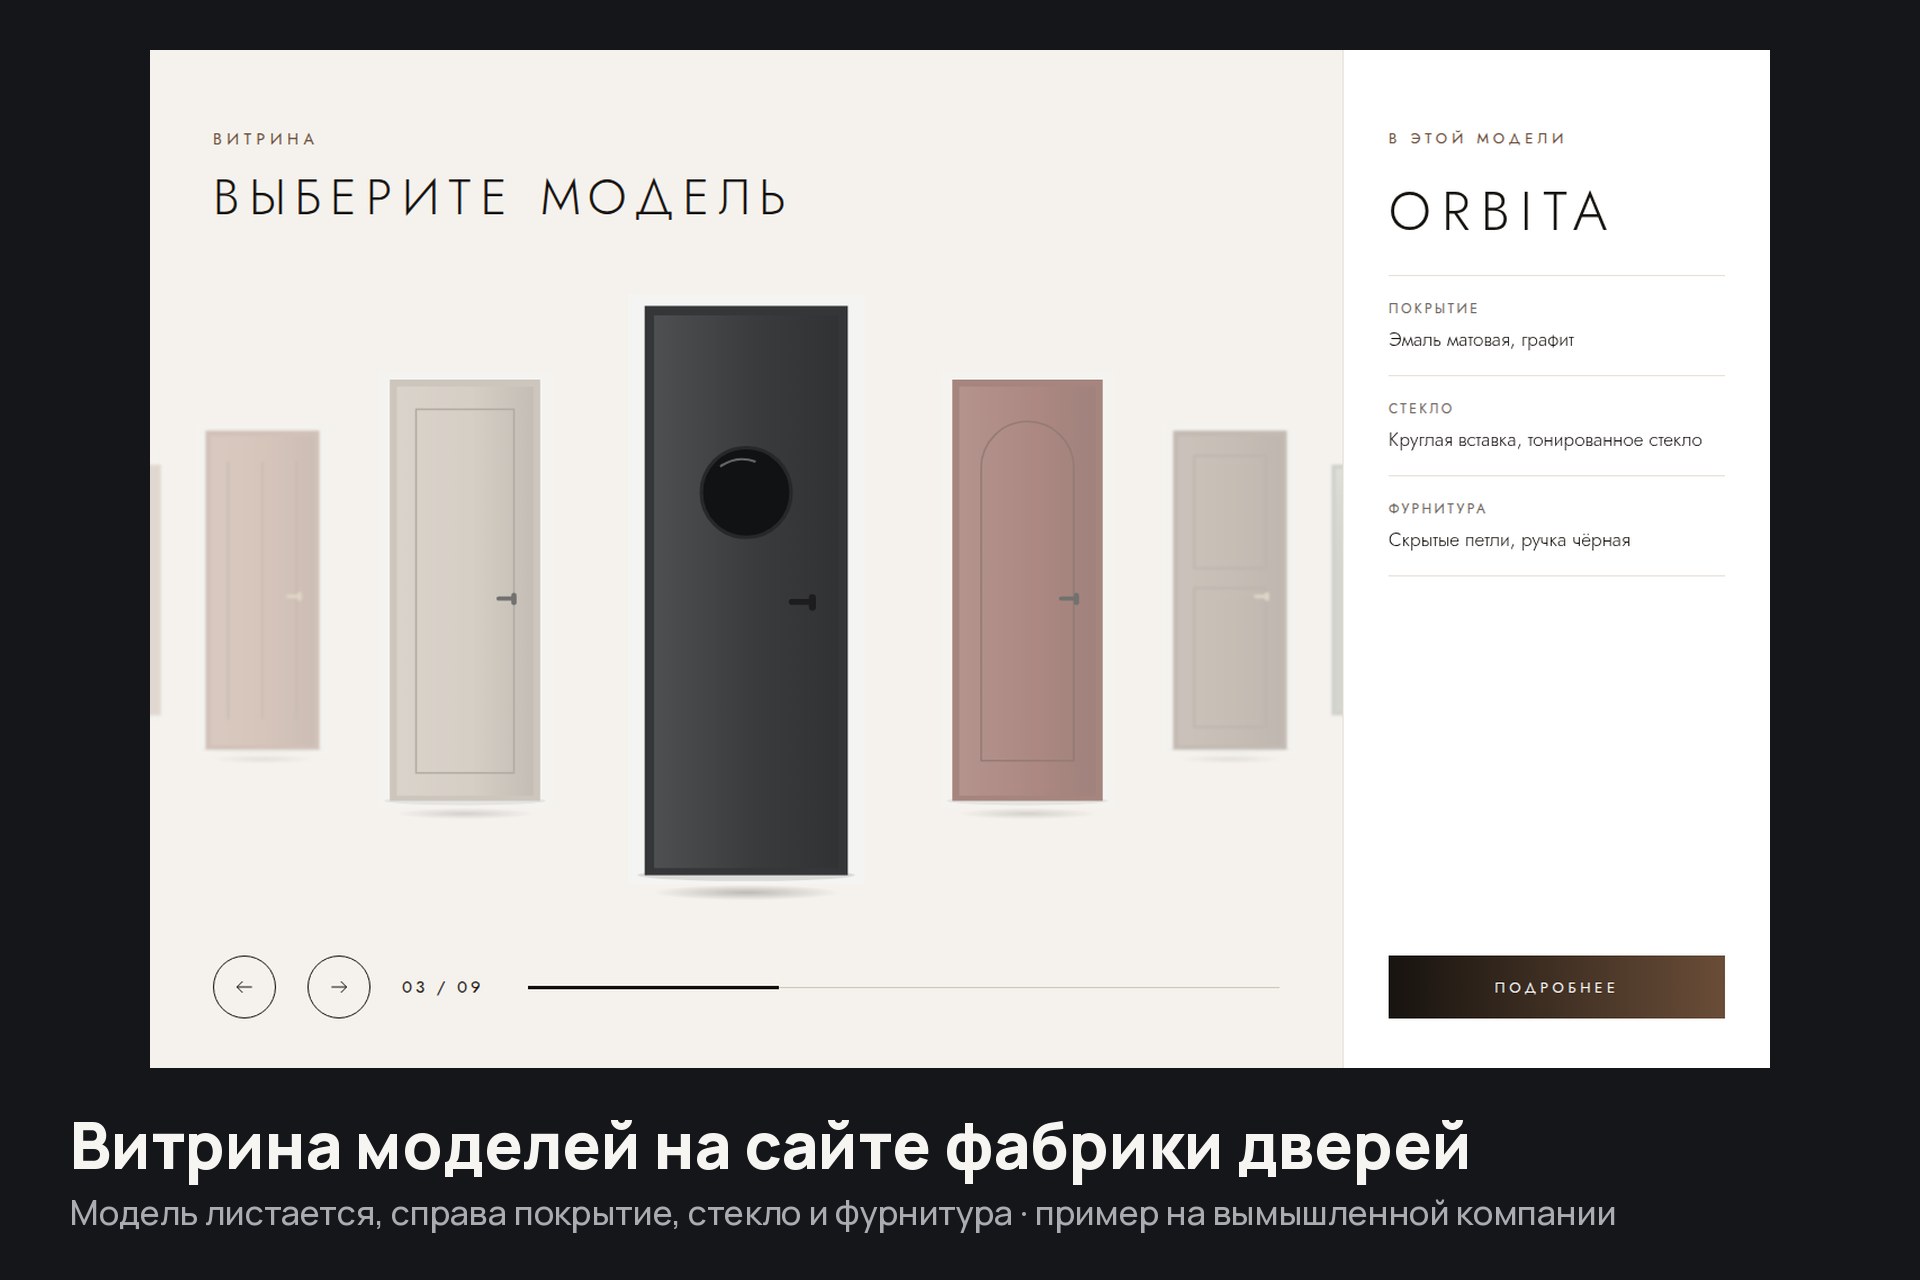 ВИТРИНА
ВЫБЕРИТЕ МОДЕЛЬ
03 / 09
В ЭТОЙ МОДЕЛИ
ORBITA
ПОКРЫТИЕ
Эмаль матовая, графит
СТЕКЛО
Круглая вставка, тонированное стекло
ФУРНИТУРА
Скрытые петли, ручка чёрная
ПОДРОБНЕЕ
Витрина моделей на сайте фабрики дверей
Модель листается, справа покрытие, стекло и фурнитура · пример на вымышленной компании